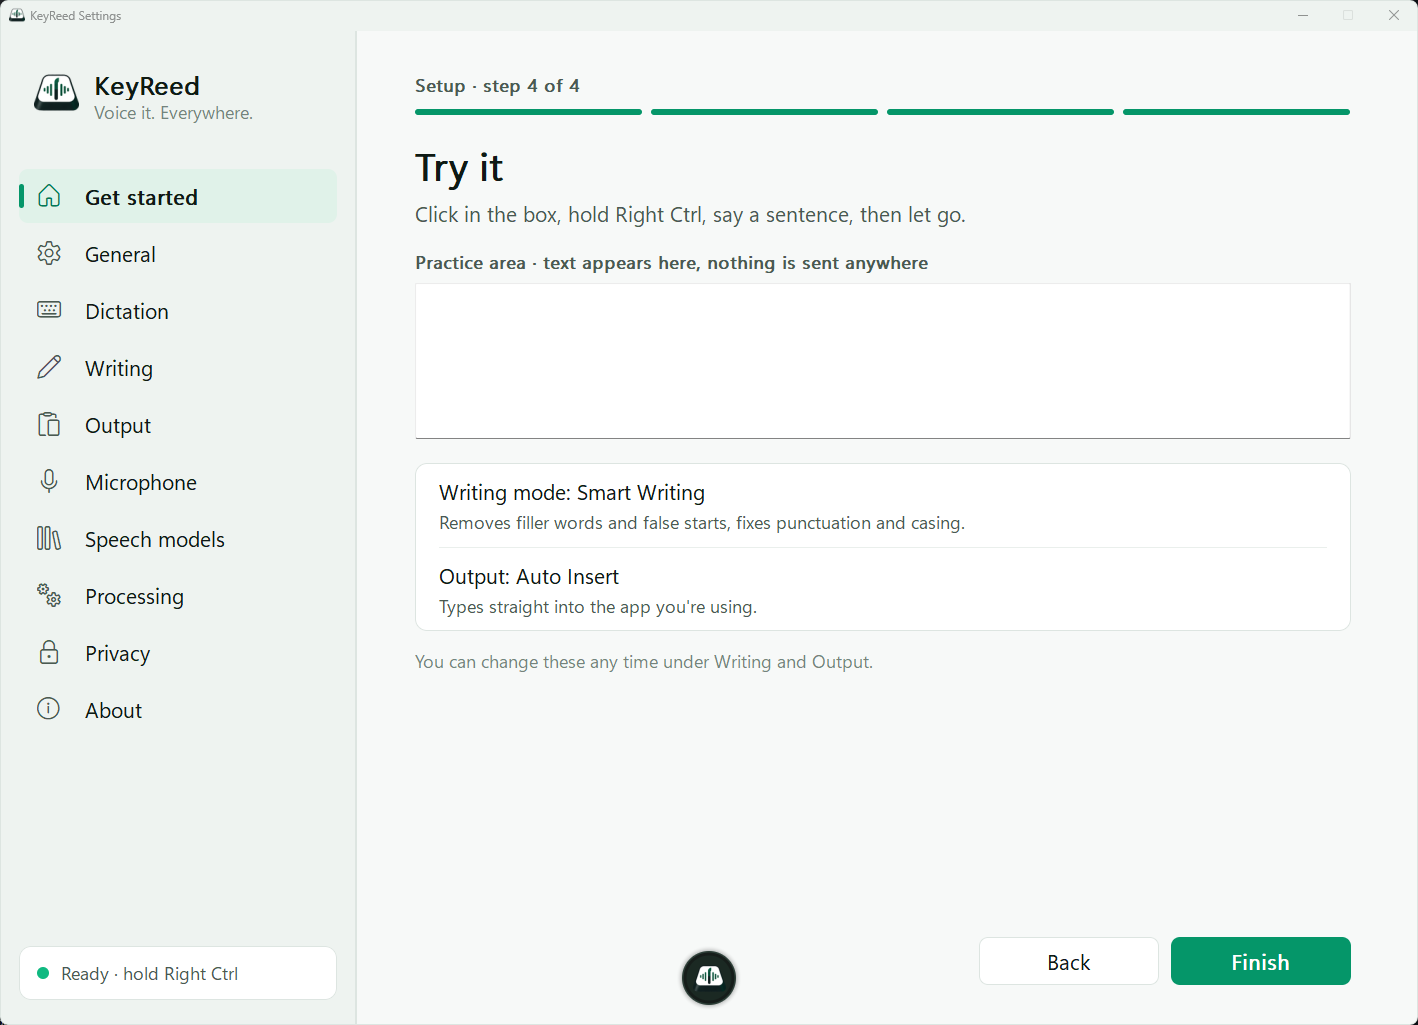 KeyReed Settings
KeyReed
Voice it. Everywhere.
Get started
General
Dictation
Writing
Output
Microphone
Speech models
Processing
Privacy
About
Ready · hold Right Ctrl
Setup · step 4 of 4
Try it
Click in the box, hold Right Ctrl, say a sentence, then let go.
Practice area · text appears here, nothing is sent anywhere
Writing mode: Smart Writing
Removes filler words and false starts, fixes punctuation and casing.
Output: Auto Insert
Types straight into the app you're using.
You can change these any time under Writing and Output.
Back
Finish